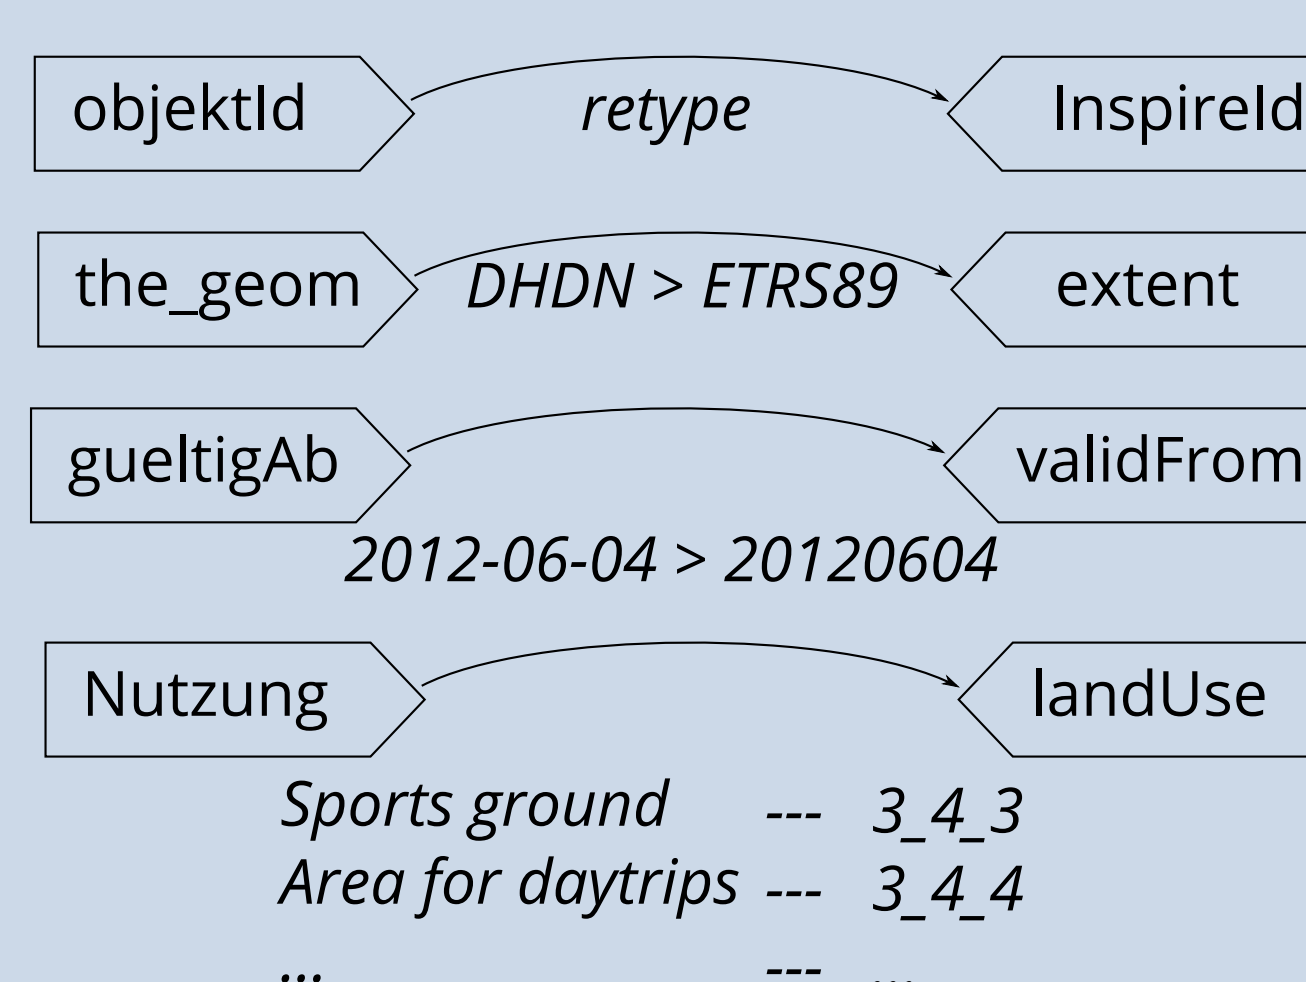 objektId retype InspireId
the_geom DHDN > ETRS89 extent
gueltigAb validFrom
2012-06-04 > 20120604
Nutzung landUse
Sports ground --- 3_4_3
Area for daytrips --- 3_4_4
... --- ...